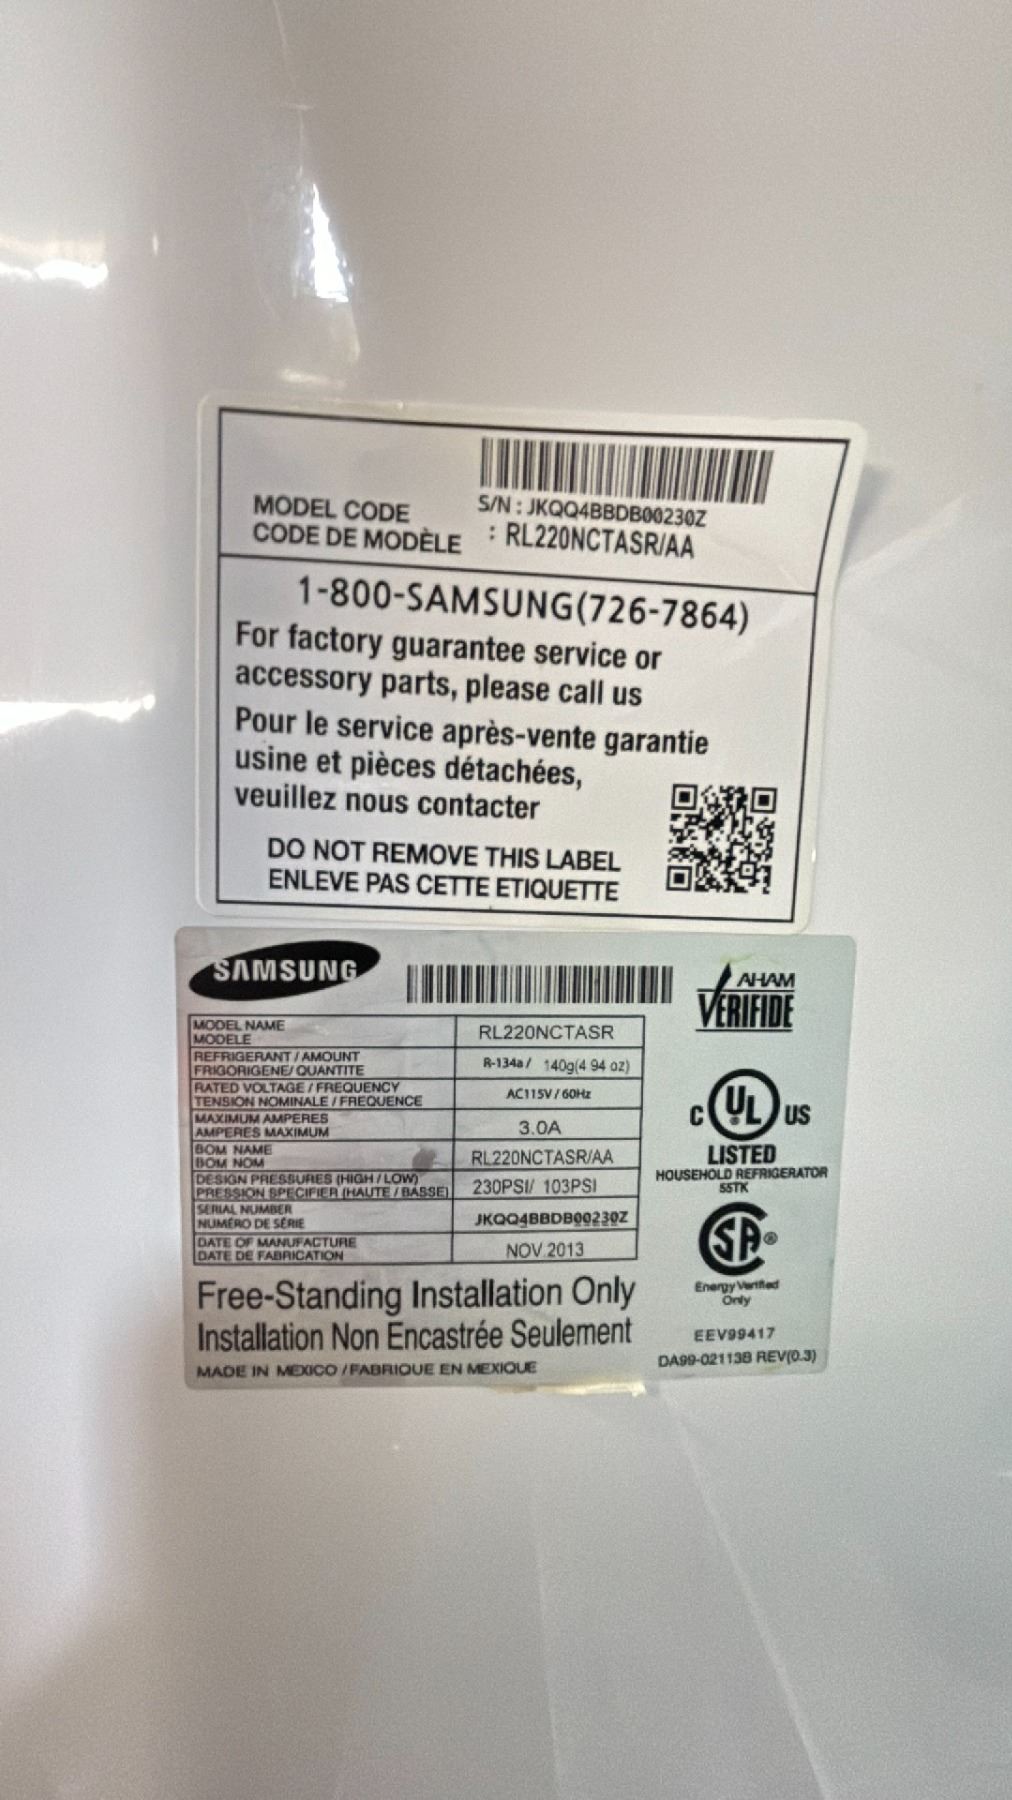 S/N : JKQQ4BBDB00230Z
MODEL CODE
CODE DE MODÈLE : RL220NCTASR/AA
1-800-SAMSUNG(726-7864)
For factory guarantee service or
accessory parts, please call us
Pour le service après-vente garantie
usine et pièces détachées,
veuillez nous contacter
DO NOT REMOVE THIS LABEL
ENLEVE PAS CETTE ETIQUETTE
SAMSUNG
AHAM
VERIFIDE
MODEL NAME
MODELE
RL220NCTASR
REFRIGERANT / AMOUNT
FRIGORIGENE/ QUANTITE
R-134a / 140g(4 94 oz)
RATED VOLTAGE / FREQUENCY
TENSION NOMINALE / FREQUENCE
AC115V / 60Hz
MAXIMUM AMPERES
AMPERES MAXIMUM
3.0A
BOM NAME
BOM NOM
RL220NCTASR/AA
DESIGN PRESSURES (HIGH / LOW)
PRESSION SPECIFIER (HAUTE / BASSE)
230PSI/ 103PSI
SERIAL NUMBER
NUMÉRO DE SÉRIE
JKQQ4BBDB00230Z
DATE OF MANUFACTURE
DATE DE FABRICATION
NOV.2013
C UL US
LISTED
HOUSEHOLD REFRIGERATOR
55TK
SA ®
Energy Verified
Only
EEV99417
DA99-02113B REV(0.3)
Free-Standing Installation Only
Installation Non Encastrée Seulement
MADE IN MEXICO / FABRIQUE EN MEXIQUE